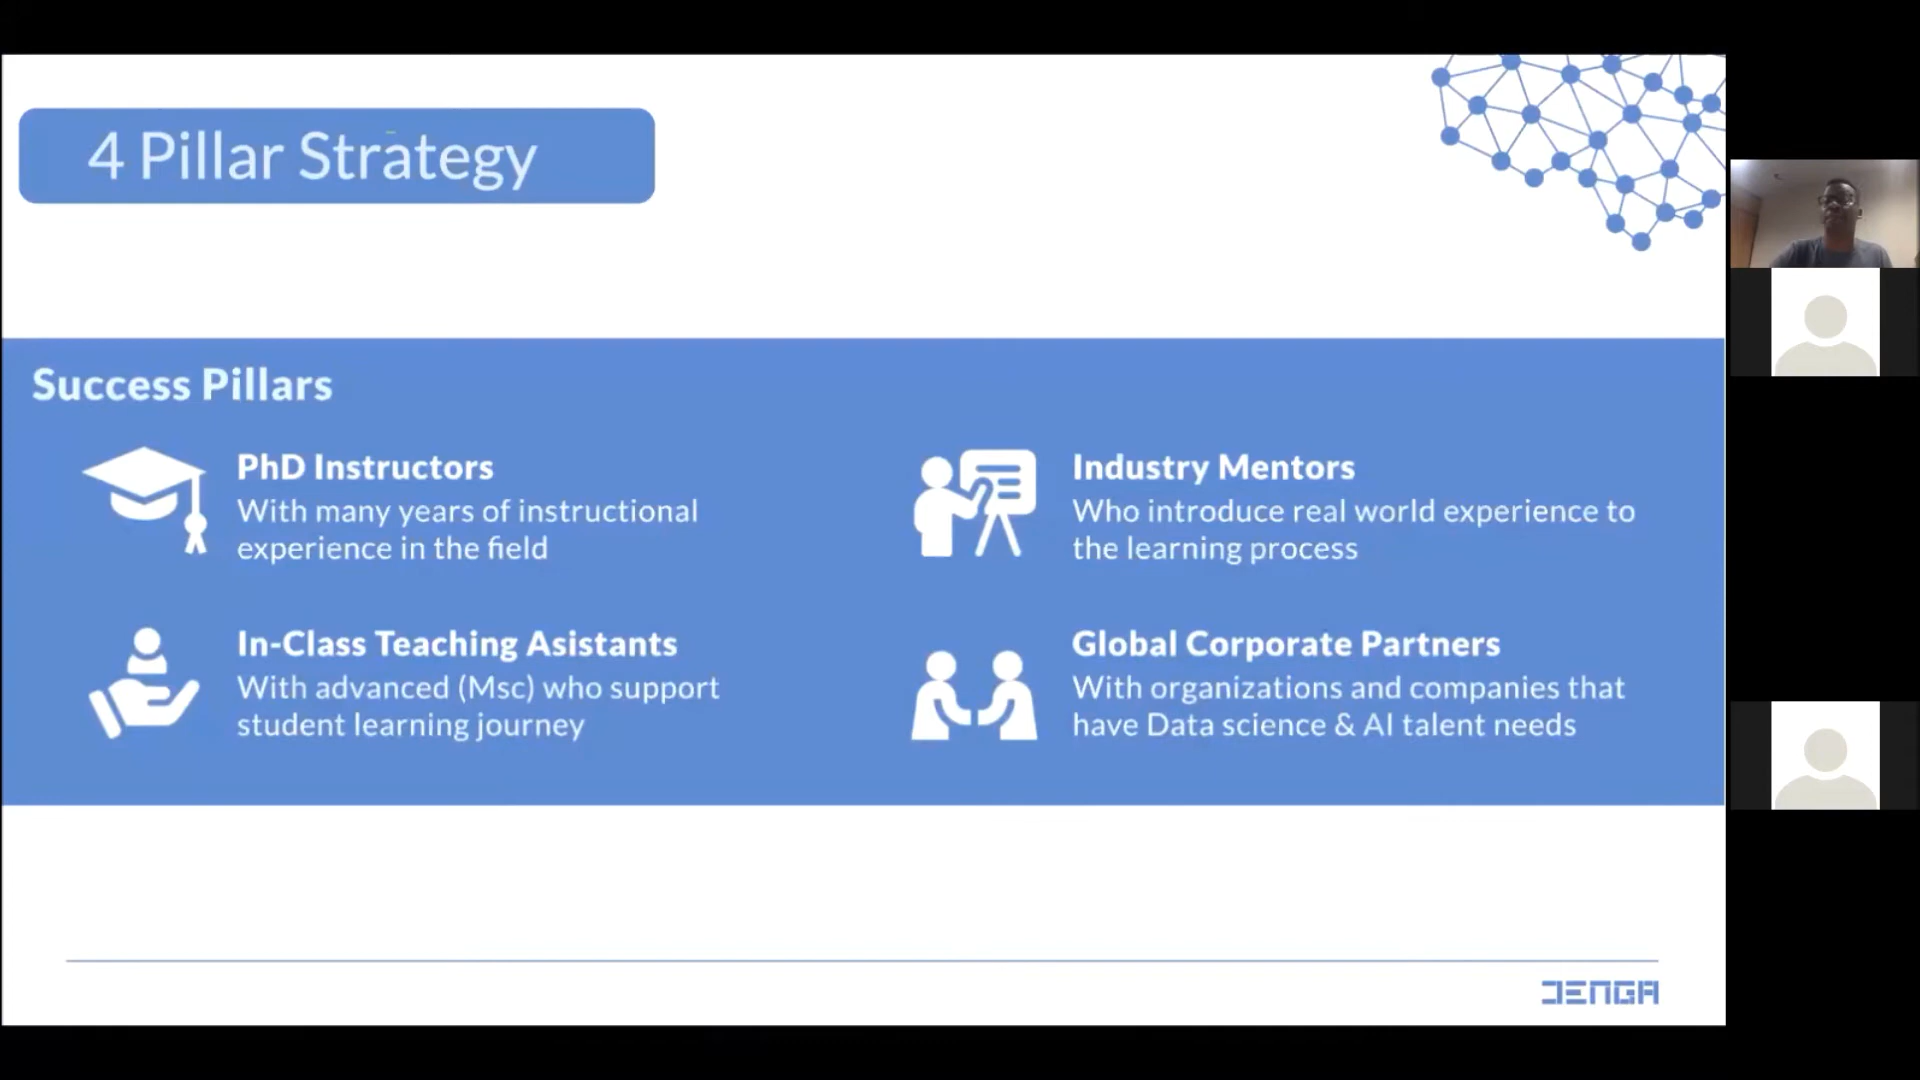 4 Pillar Strategy
Success Pillars
PhD Instructors
With many years of instructional
experience in the field
Industry Mentors
Who introduce real world experience to
the learning process
In-Class Teaching Asistants
With advanced (Msc) who support
student learning journey
Global Corporate Partners
With organizations and companies that
have Data science & AI talent needs
JENGA